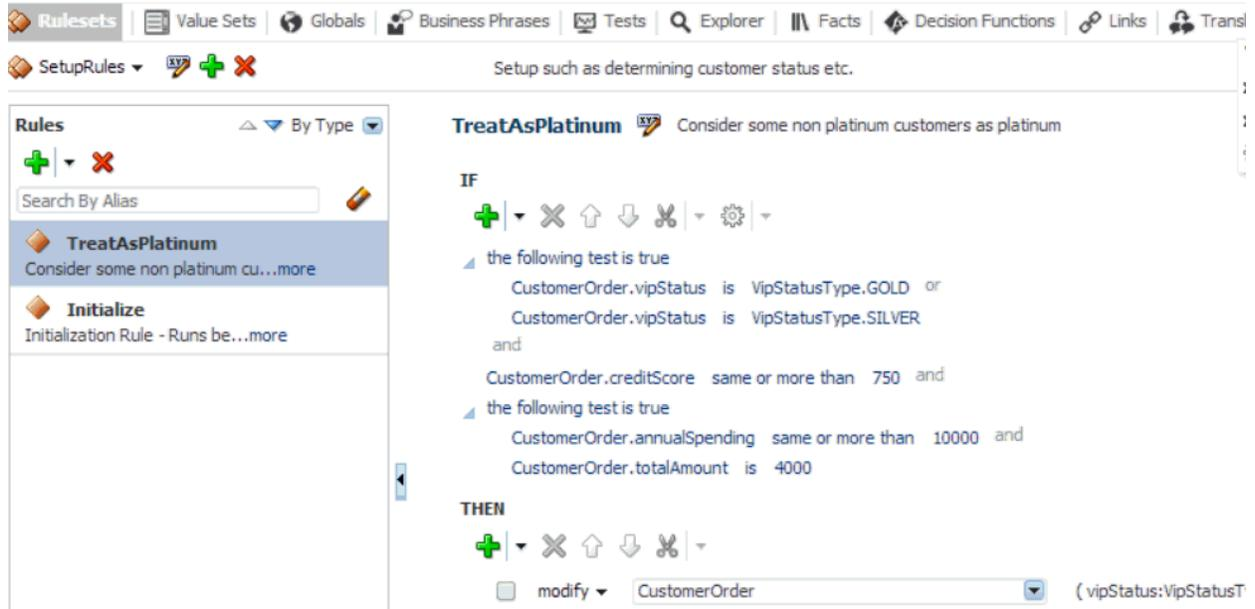 Rulesets Value Sets Globals Business Phrases Tests Explorer Facts Decision Functions Links Transl
SetupRules Setup such as determining customer status etc.
Rules By Type
Search By Alias
TreatAsPlatinum
Consider some non platinum cu...more
Initialize
Initialization Rule - Runs be...more
TreatAsPlatinum Consider some non platinum customers as platinum
IF
the following test is true
CustomerOrder.vipStatus is VipStatusType.GOLD or
CustomerOrder.vipStatus is VipStatusType.SILVER
and
CustomerOrder.creditScore same or more than 750 and
the following test is true
CustomerOrder.annualSpending same or more than 10000 and
CustomerOrder.totalAmount is 4000
THEN
modify CustomerOrder ( vipStatus:VipStatusT